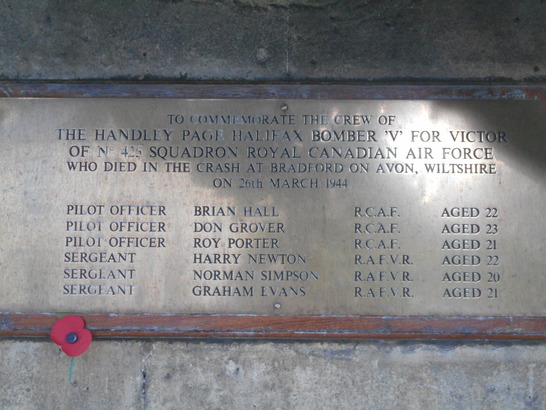 TO COMMEMORATE THE CREW OF
THE HANDLEY PAGE HALIFAX BOMBER 'V' FOR VICTOR
OF No 425 SQUADRON ROYAL CANADIAN AIR FORCE
WHO DIED IN THE CRASH AT BRADFORD ON AVON, WILTSHIRE
ON 26th MARCH 1944
PILOT OFFICER BRIAN HALL R.C.A.F. AGED 22
PILOT OFFICER DON GROVER R.C.A.F. AGED 23
PILOT OFFICER ROY PORTER R.C.A.F. AGED 21
SERGEANT HARRY NEWTON R.A.F.V.R. AGED 22
SERGEANT NORMAN SIMPSON R.A.F.V.R. AGED 20
SERGEANT GRAHAM EVANS R.A.F.V.R. AGED 21